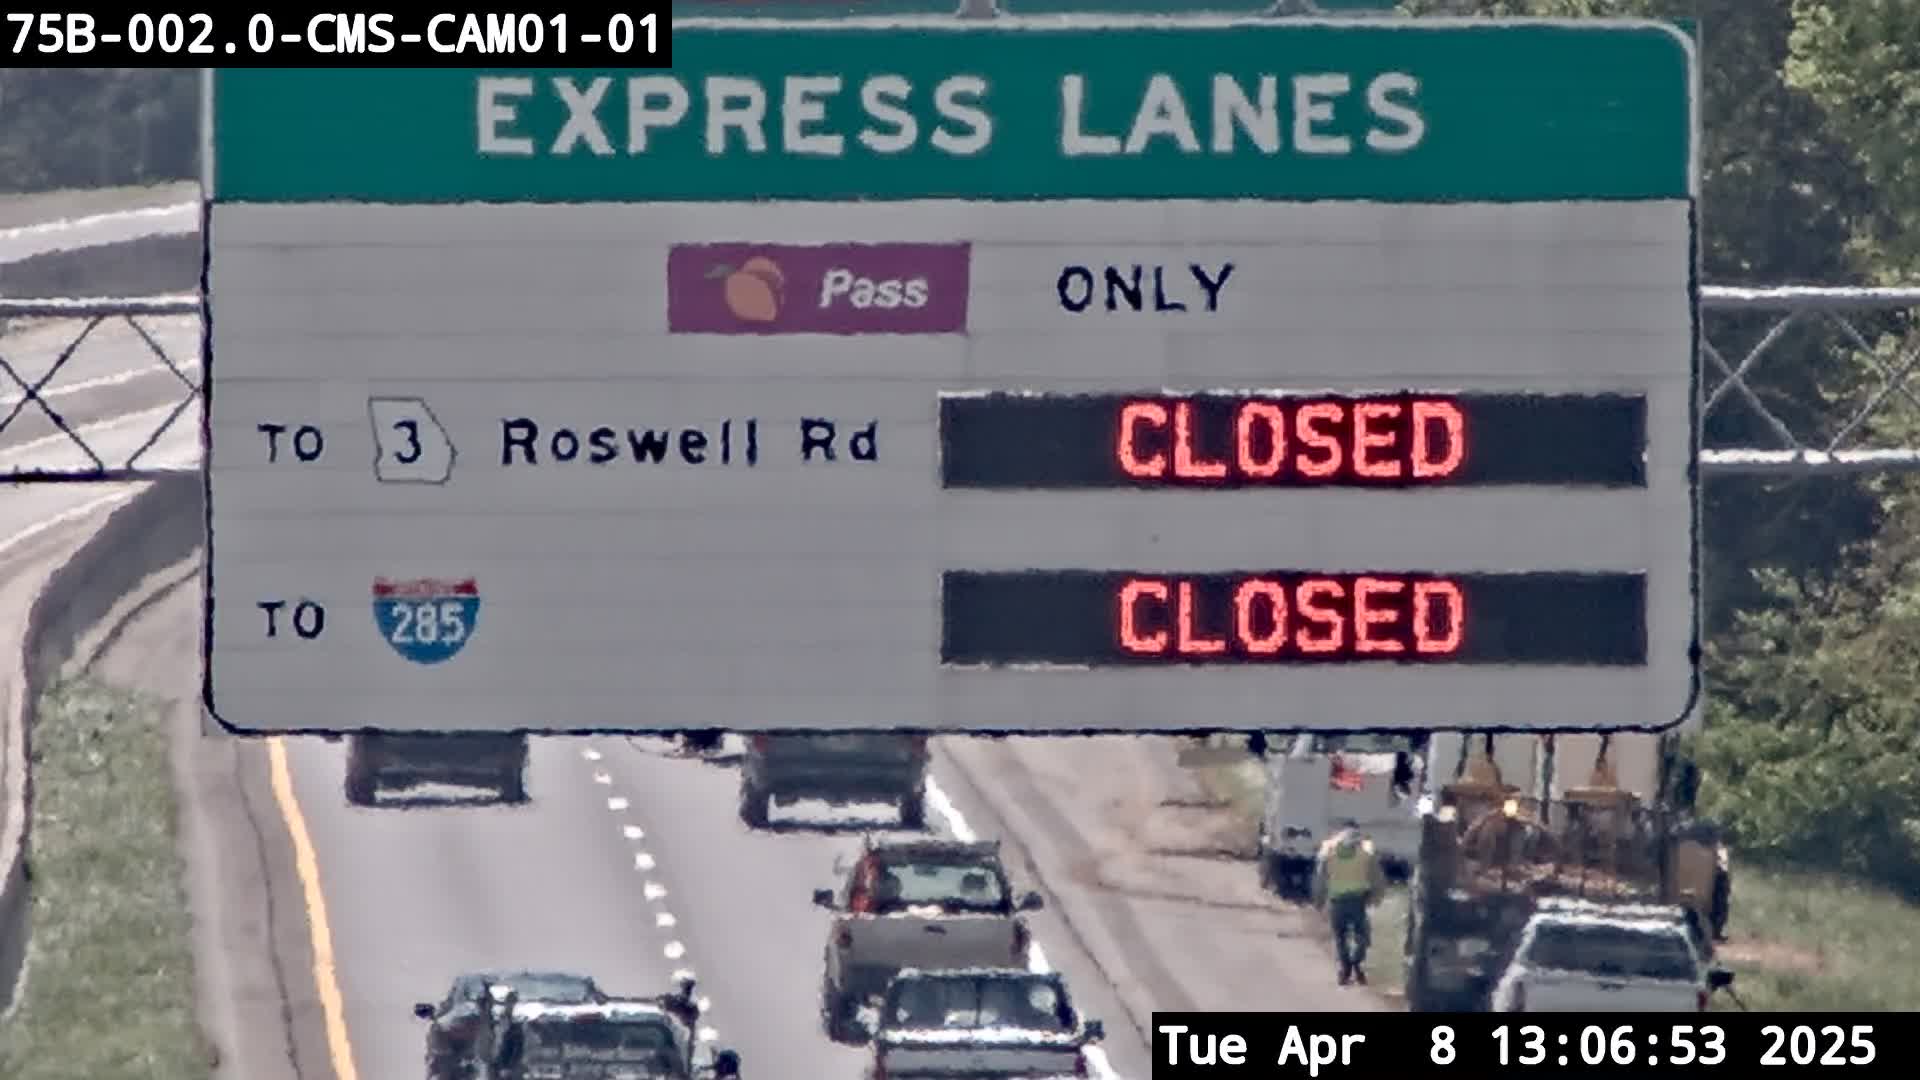 75B-002.0-CMS-CAM01-01
EXPRESS LANES
Pass ONLY
TO 3 Roswell Rd CLOSED
TO 285 CLOSED
Tue Apr 8 13:06:53 2025